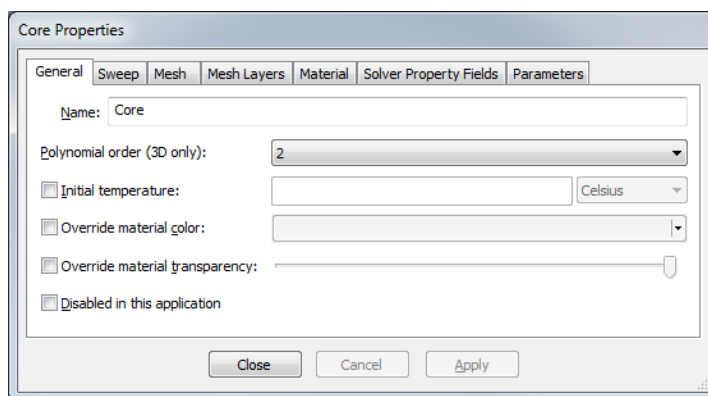 Core Properties
General Sweep Mesh Mesh Layers Material Solver Property Fields Parameters
Name: Core
Polynomial order (3D only): 2
Initial temperature: Celsius
Override material color:
Override material transparency:
Disabled in this application
Close Cancel Apply